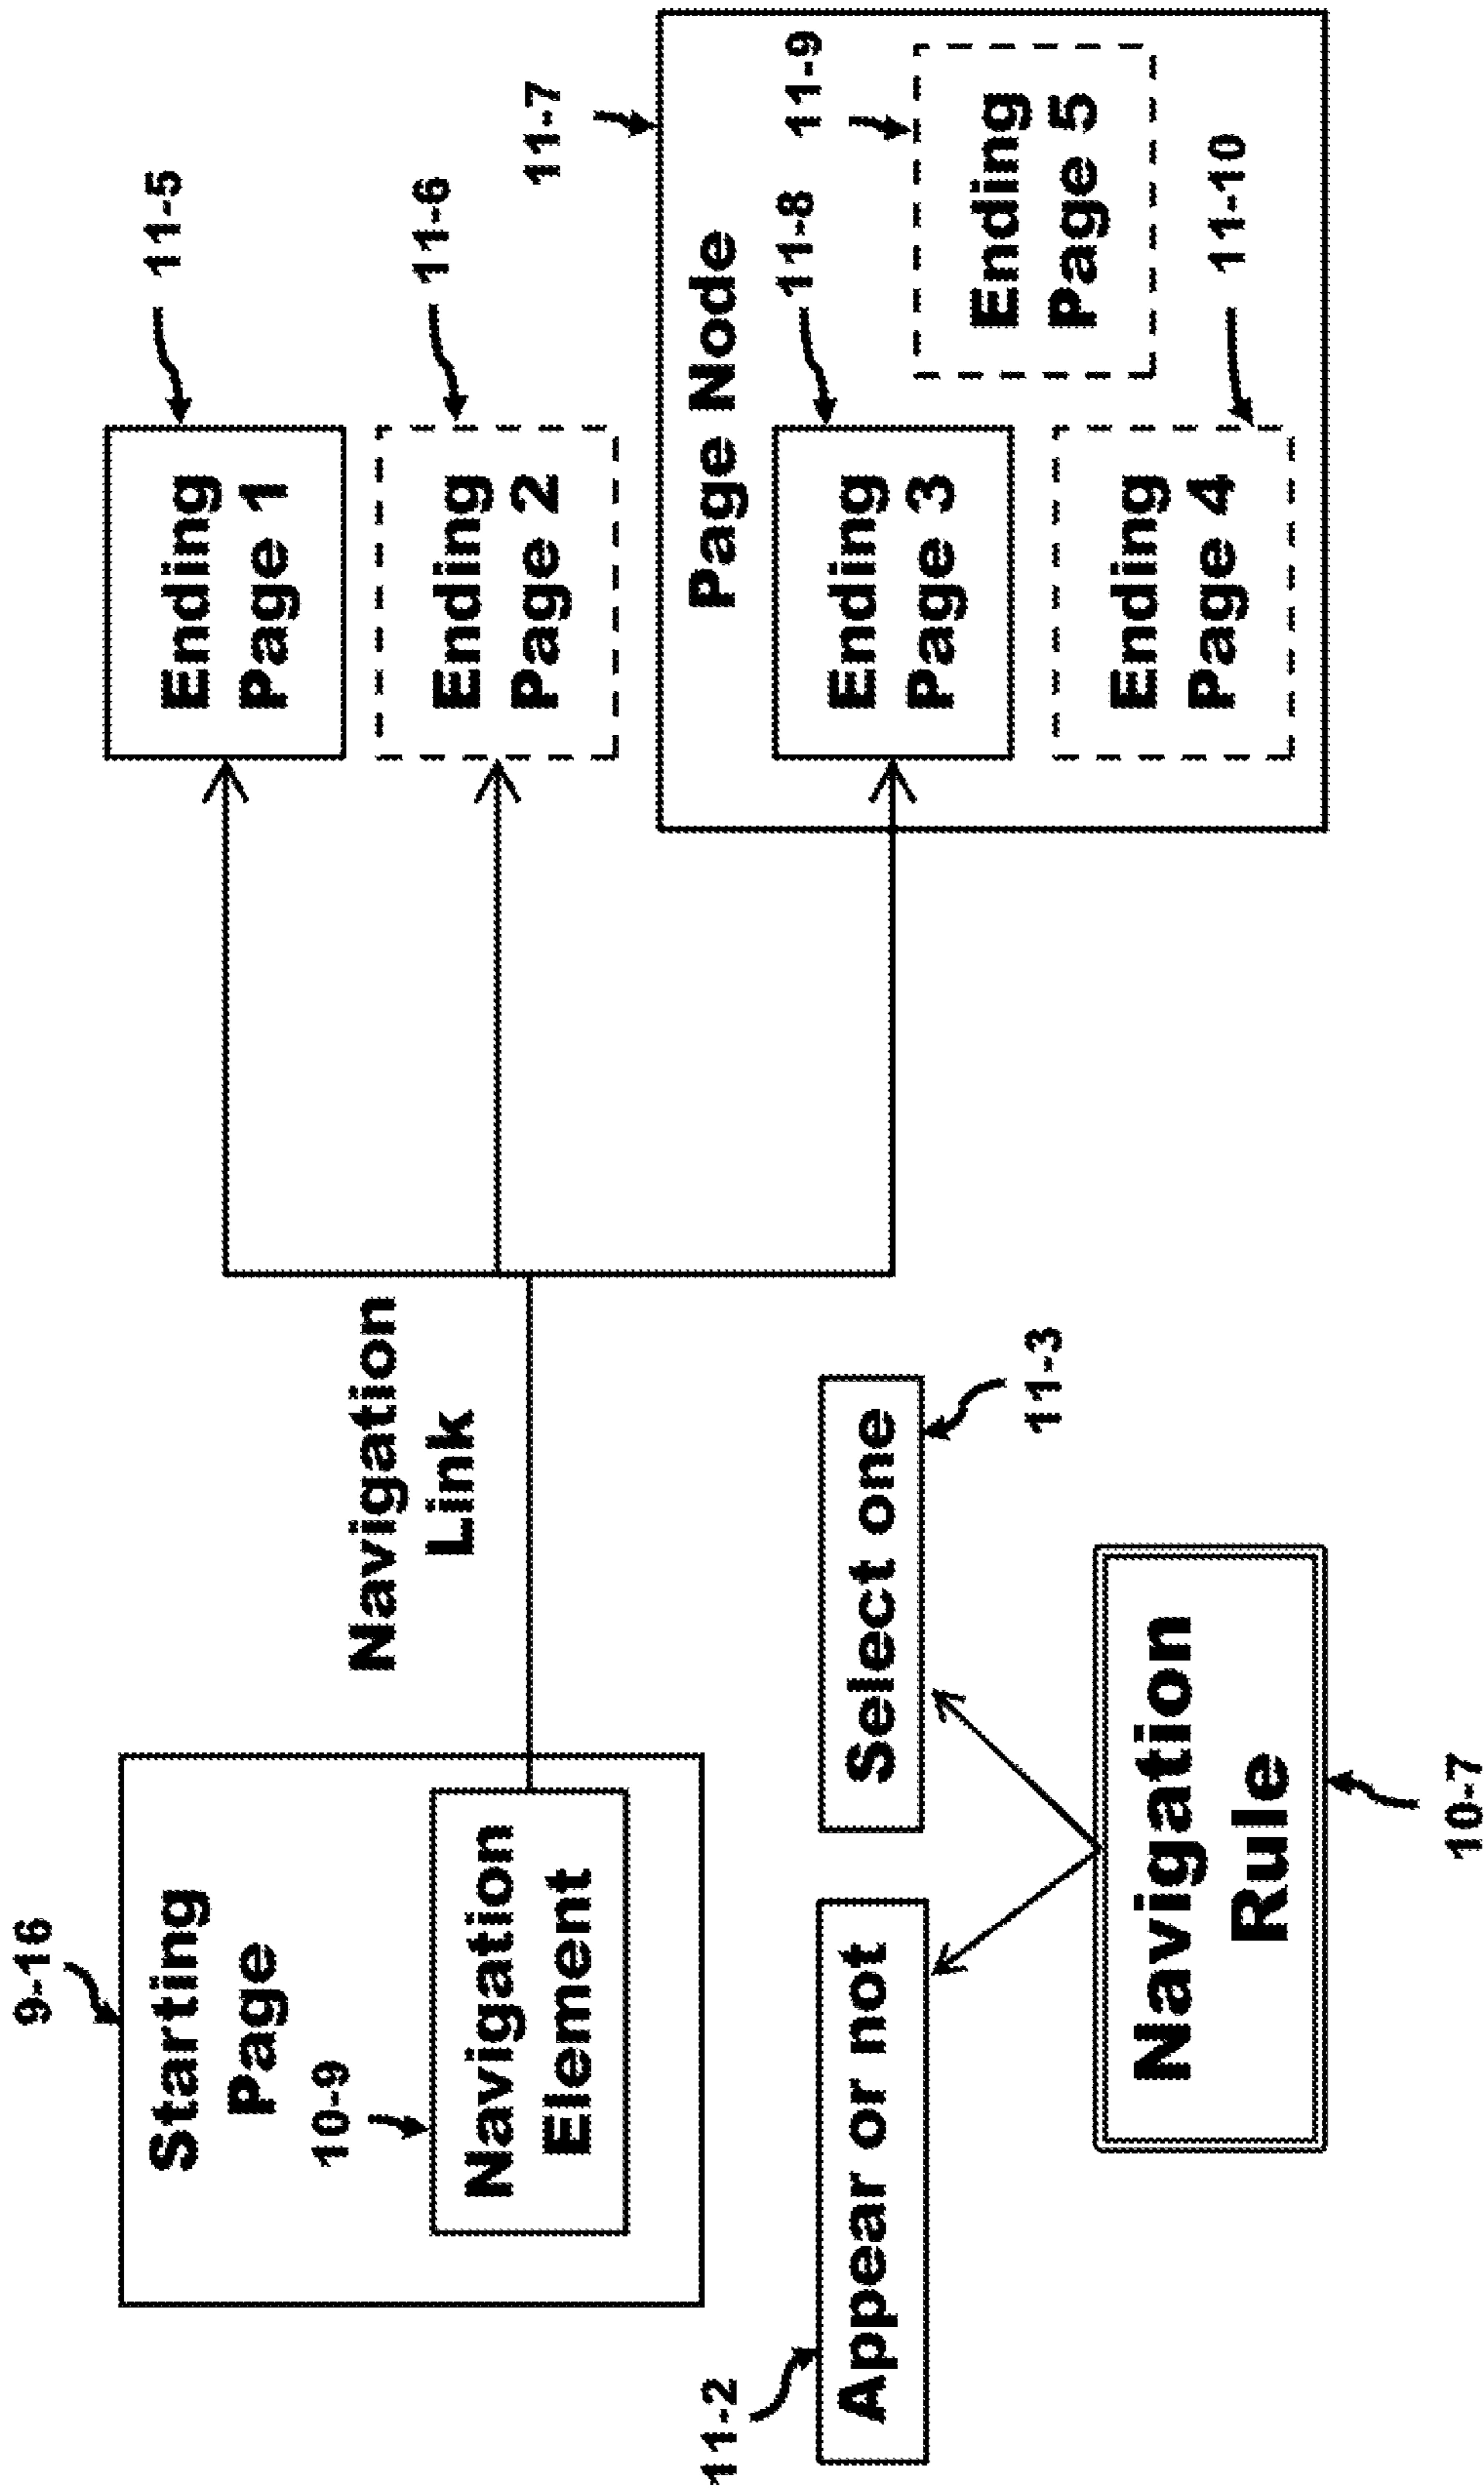 9-16
Starting
Page
10-9
Navigation
Element
Navigation
Link
11-5
Ending
Page 1
11-6
Ending
Page 2
11-7
Page Node
11-8
Ending
Page 3
11-9
Ending
Page 5
11-10
Ending
Page 4
11-2
Appear or not
Select one
11-3
Navigation
Rule
10-7